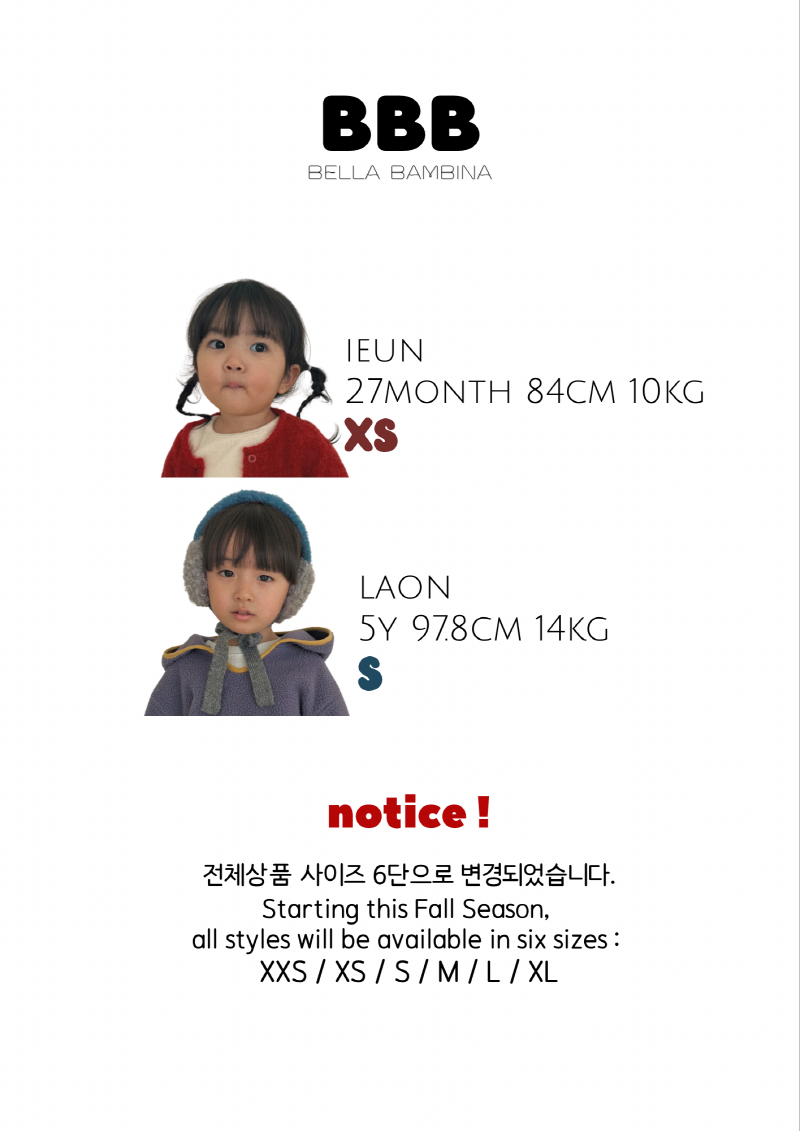 BBB
BELLA BAMBINA
IEUN
27MONTH 84CM 10KG
XS
LAON
5Y 97.8CM 14KG
S
notice !
전체상품 사이즈 6단으로 변경되었습니다.
Starting this Fall Season,
all styles will be available in six sizes :
XXS / XS / S / M / L / XL